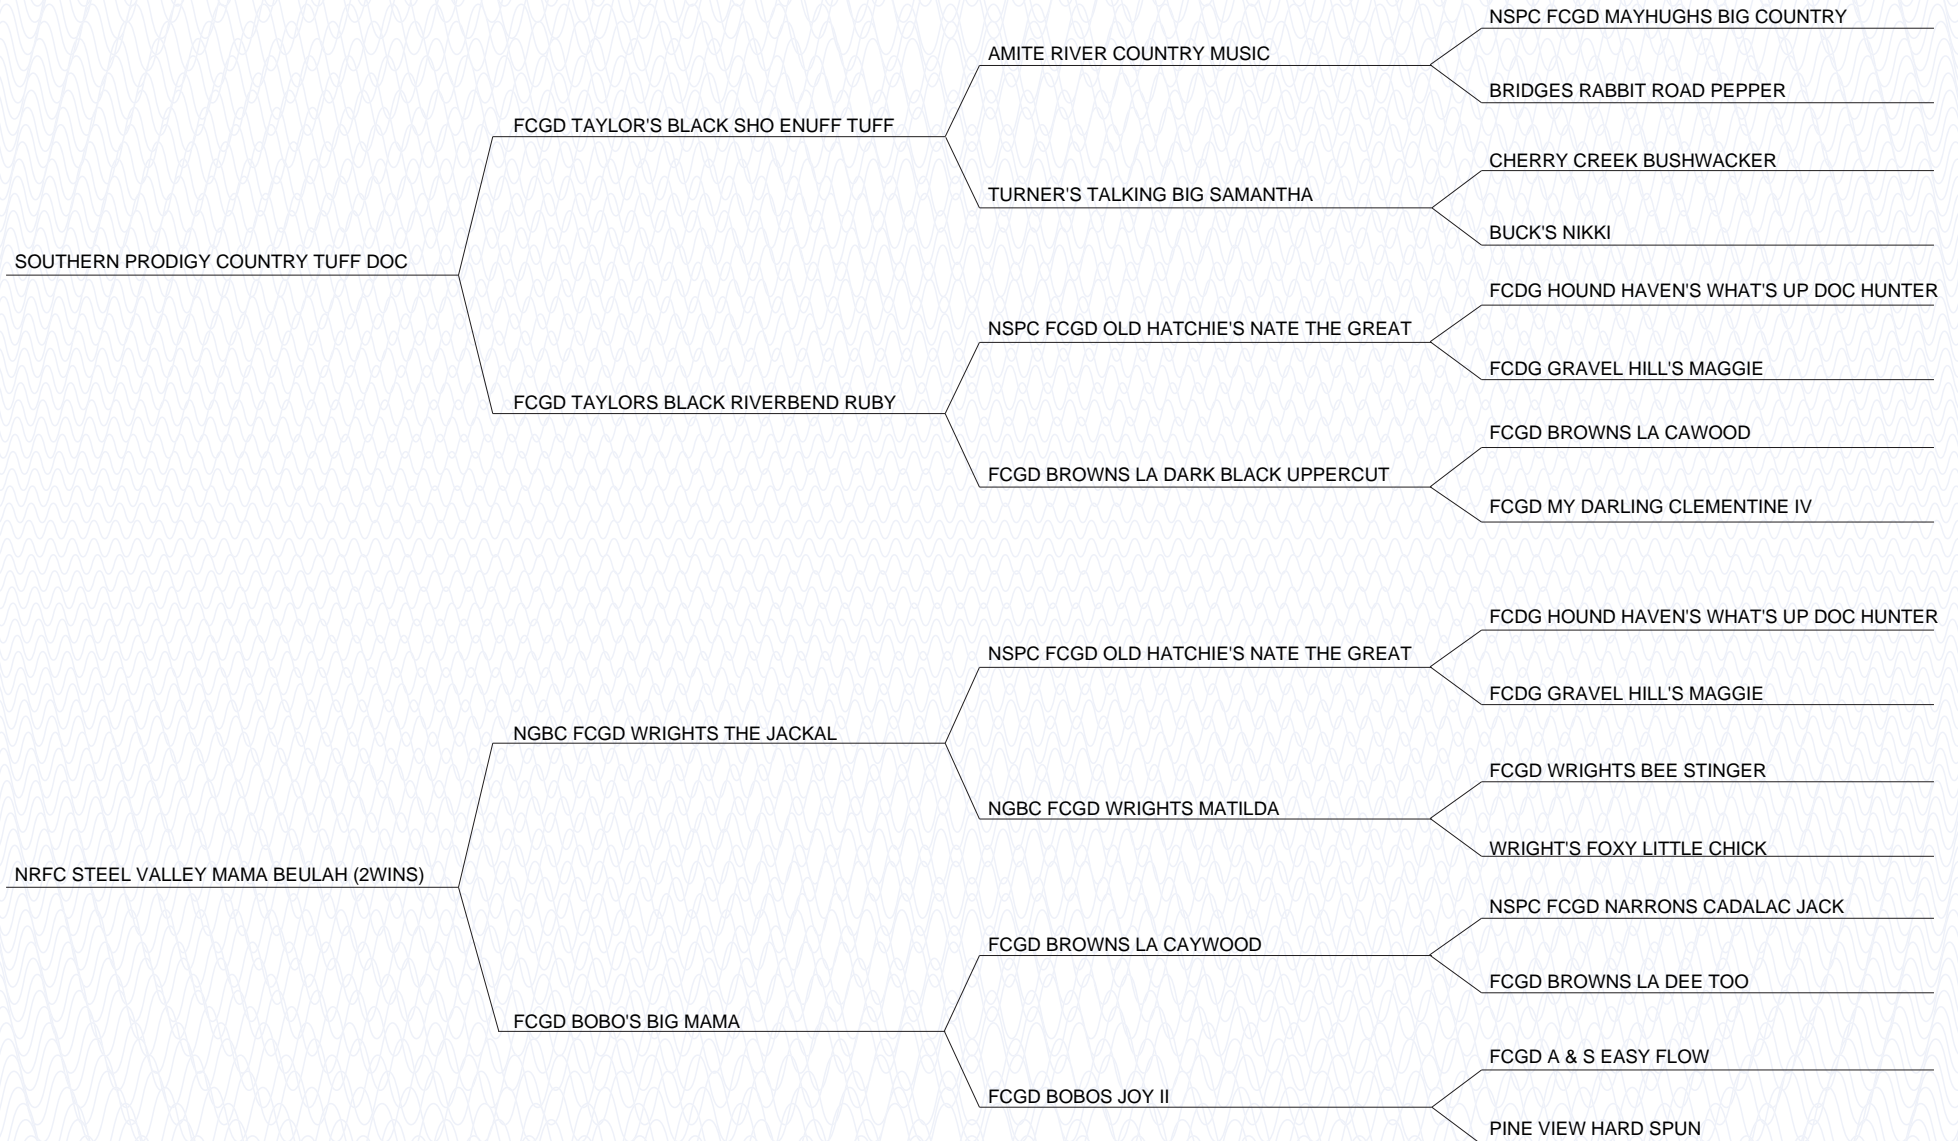 NSPC FCGD MAYHUGHS BIG COUNTRY
AMITE RIVER COUNTRY MUSIC
BRIDGES RABBIT ROAD PEPPER
FCGD TAYLOR'S BLACK SHO ENUFF TUFF
CHERRY CREEK BUSHWACKER
TURNER'S TALKING BIG SAMANTHA
BUCK'S NIKKI
SOUTHERN PRODIGY COUNTRY TUFF DOC
FCDG HOUND HAVEN'S WHAT'S UP DOC HUNTER
NSPC FCGD OLD HATCHIE'S NATE THE GREAT
FCDG GRAVEL HILL'S MAGGIE
FCGD TAYLORS BLACK RIVERBEND RUBY
FCGD BROWNS LA CAWOOD
FCGD BROWNS LA DARK BLACK UPPERCUT
FCGD MY DARLING CLEMENTINE IV
FCDG HOUND HAVEN'S WHAT'S UP DOC HUNTER
NSPC FCGD OLD HATCHIE'S NATE THE GREAT
FCDG GRAVEL HILL'S MAGGIE
NGBC FCGD WRIGHTS THE JACKAL
FCGD WRIGHTS BEE STINGER
NGBC FCGD WRIGHTS MATILDA
WRIGHT'S FOXY LITTLE CHICK
NRFC STEEL VALLEY MAMA BEULAH (2WINS)
NSPC FCGD NARRONS CADALAC JACK
FCGD BROWNS LA CAYWOOD
FCGD BROWNS LA DEE TOO
FCGD BOBO'S BIG MAMA
FCGD A & S EASY FLOW
FCGD BOBOS JOY II
PINE VIEW HARD SPUN